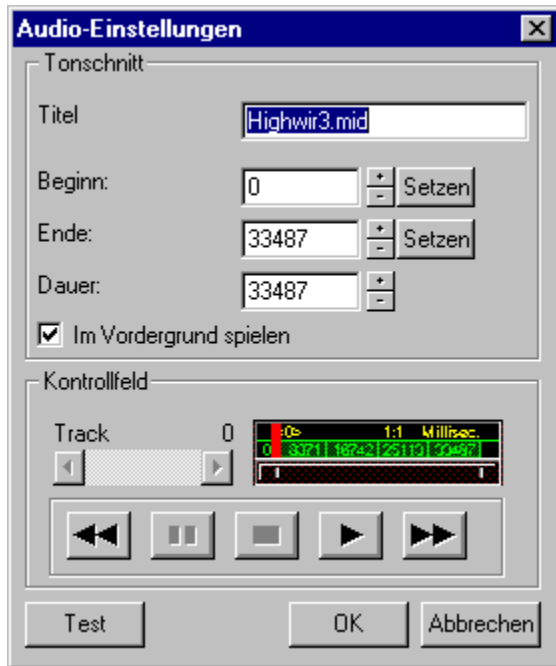 Audio-Einstellungen
Tonschnitt
Titel Highwir3.mid
Beginn: 0 + - Setzen
Ende: 33487 + - Setzen
Dauer: 33487 + -
Im Vordergrund spielen
Kontrollfeld
Track 0
<0> 1:1 Millisec.
0 8371 16742 25113 33487
Test OK Abbrechen